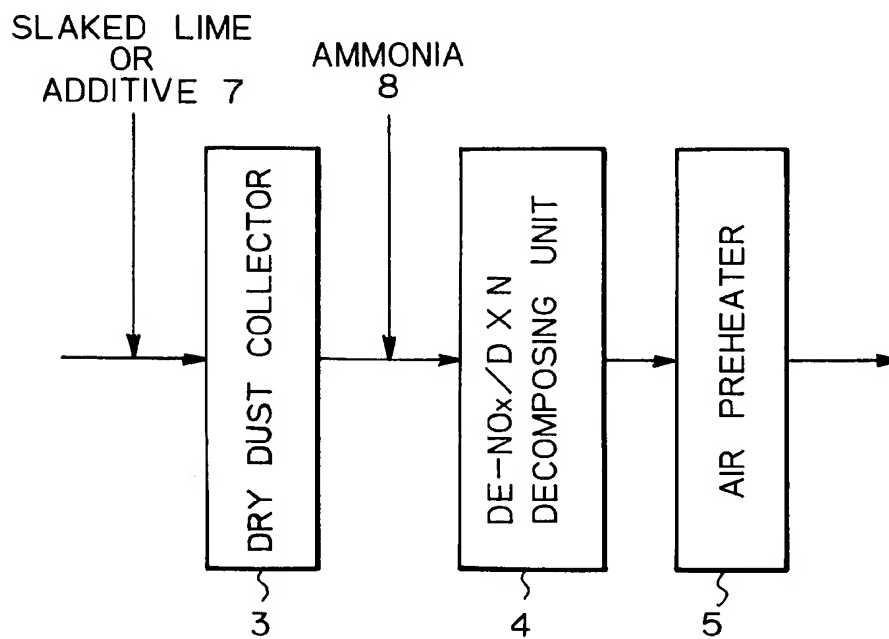 SLAKED LIME
OR
ADDITIVE 7
AMMONIA
8
DRY DUST COLLECTOR
DE-NOx/D X N
DECOMPOSING UNIT
AIR PREHEATER
3
4
5